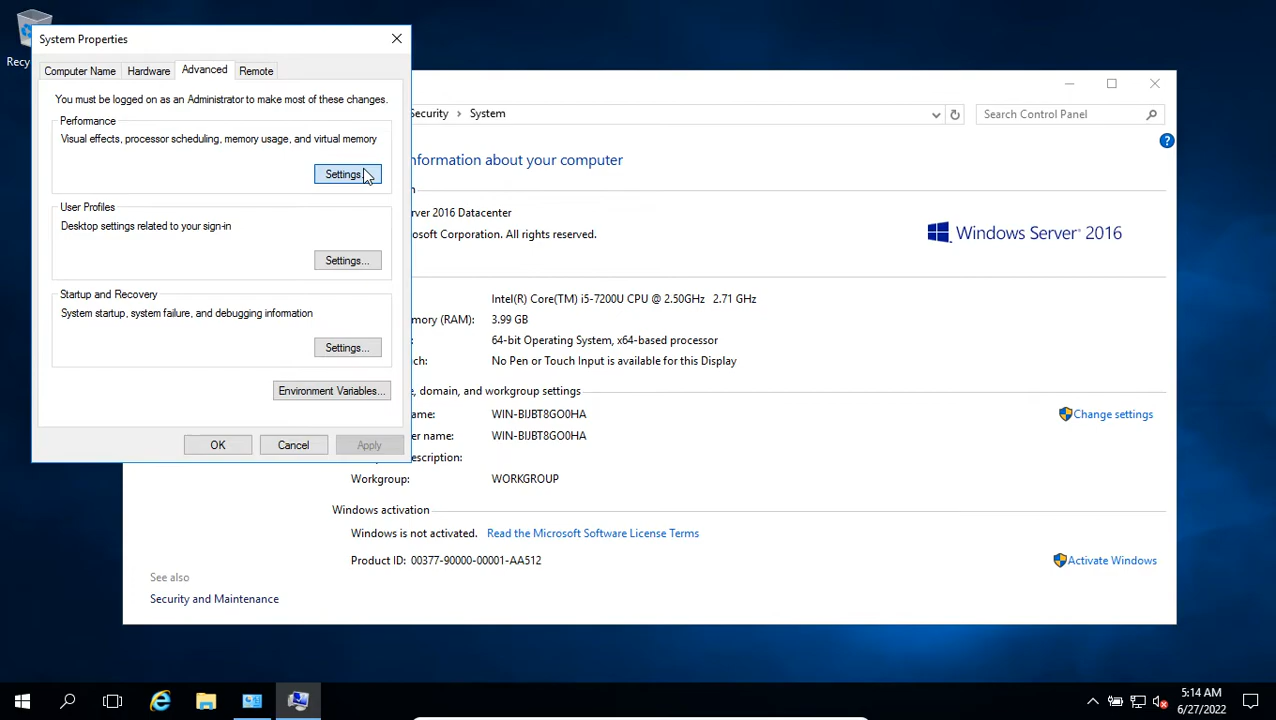 Recy
System Properties
Computer Name
Hardware
Advanced
Remote
You must be logged on as an Administrator to make most of these changes.
Performance
Visual effects, processor scheduling, memory usage, and virtual memory
Settings
User Profiles
Desktop settings related to your sign-in
Settings...
Startup and Recovery
System startup, system failure, and debugging information
Settings...
Environment Variables...
OK
Cancel
Apply
Security > System
Search Control Panel
nformation about your computer
rver 2016 Datacenter
osoft Corporation. All rights reserved.
Windows Server® 2016
Intel(R) Core(TM) i5-7200U CPU @ 2.50GHz 2.71 GHz
mory (RAM): 3.99 GB
64-bit Operating System, x64-based processor
ch: No Pen or Touch Input is available for this Display
e, domain, and workgroup settings
ame: WIN-BIJBT8GO0HA
Change settings
er name: WIN-BIJBT8GO0HA
escription:
Workgroup: WORKGROUP
Windows activation
Windows is not activated. Read the Microsoft Software License Terms
Product ID: 00377-90000-00001-AA512
Activate Windows
See also
Security and Maintenance
5:14 AM
6/27/2022